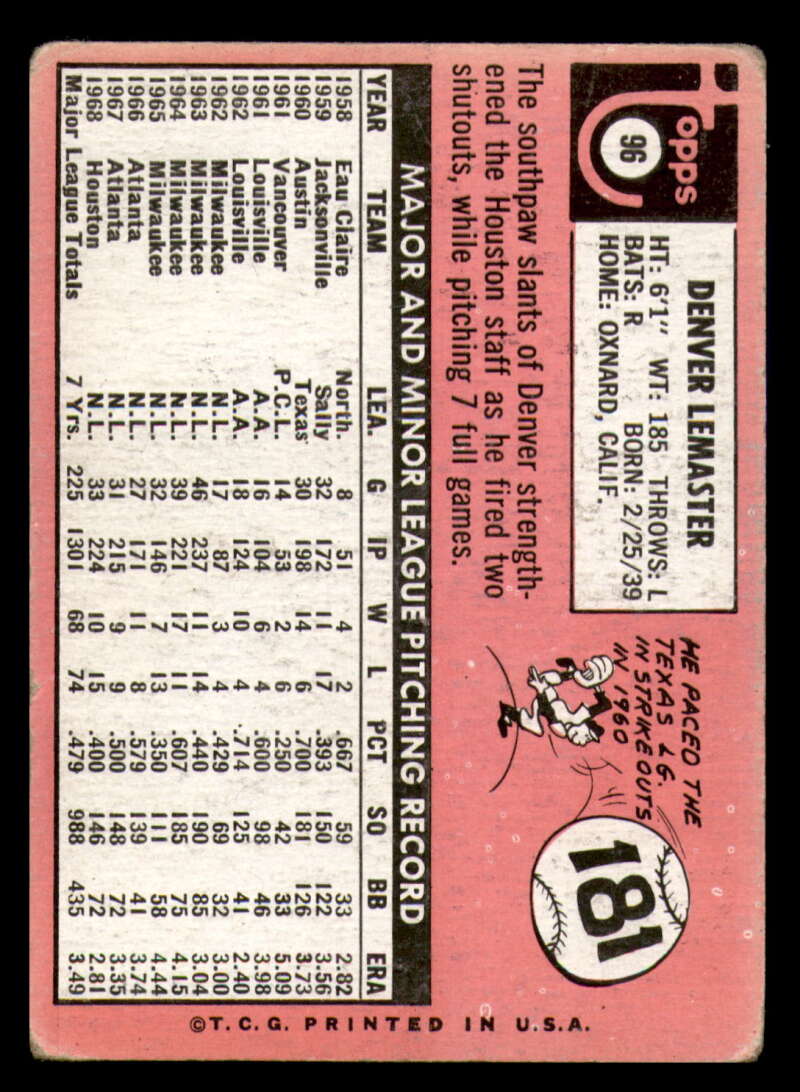 topps
96
DENVER LEMASTER
HT: 6'1" WT: 185 THROWS: L
BATS: R BORN: 2/25/39
HOME: OXNARD, CALIF.
HE PACED THE
TEXAS LG.
IN STRIKEOUTS
IN 1960
181
The southpaw slants of Denver strength-
ened the Houston staff as he fired two
shutouts, while pitching 7 full games.
MAJOR AND MINOR LEAGUE PITCHING RECORD
YEAR TEAM LEA. G IP W L PCT SO BB ERA
1958 Eau Claire North. 8 51 4 2 .667 59 33 2.82
1959 Jacksonville Sally 32 172 11 17 .393 150 122 3.56
1960 Austin Texas 30 198 14 6 .700 181 126 3.73
1961 Vancouver P.C.L. 14 53 2 6 .250 42 33 5.09
1961 Louisville A.A. 16 104 6 4 .600 98 46 3.98
1962 Louisville A.A. 18 124 10 4 .714 125 41 2.40
1962 Milwaukee N.L. 17 87 3 4 .429 69 32 3.00
1963 Milwaukee N.L. 46 237 11 14 .440 190 85 3.04
1964 Milwaukee N.L. 39 221 17 11 .607 185 75 4.15
1965 Milwaukee N.L. 32 146 7 13 .350 111 58 4.44
1966 Atlanta N.L. 27 171 11 8 .579 139 41 3.74
1967 Atlanta N.L. 31 215 9 9 .500 148 72 3.35
1968 Houston N.L. 33 224 10 15 .400 146 72 2.81
Major League Totals 7 Yrs. 225 1301 68 74 .479 988 435 3.49
©T.C.G. PRINTED IN U.S.A.